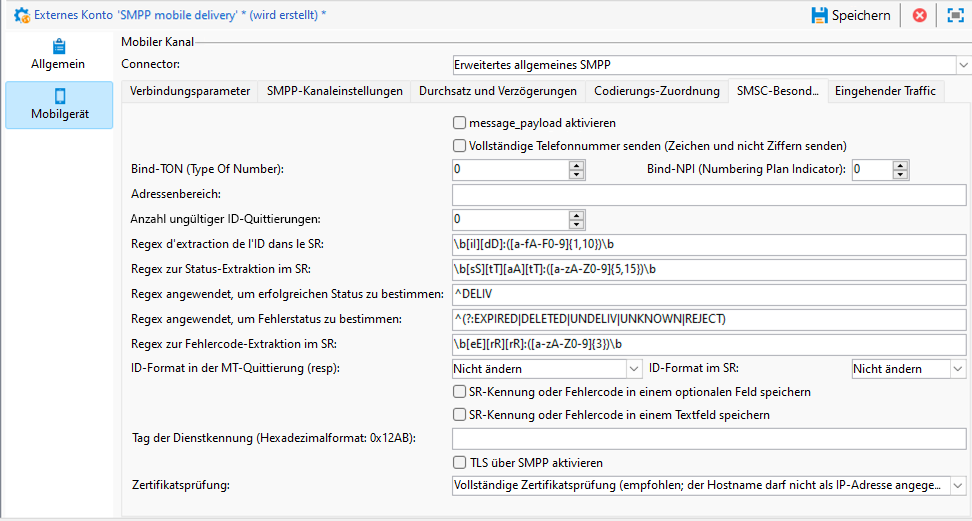 Externes Konto 'SMPP mobile delivery' * (wird erstellt) *
Speichern
Allgemein
Mobilgerät
Mobiler Kanal
Connector:
Erweitertes allgemeines SMPP
Verbindungsparameter
SMPP-Kanaleinstellungen
Durchsatz und Verzögerungen
Codierungs-Zuordnung
SMSC-Besond...
Eingehender Traffic
message_payload aktivieren
Vollständige Telefonnummer senden (Zeichen und nicht Ziffern senden)
Bind-TON (Type Of Number):
0
Bind-NPI (Numbering Plan Indicator):
0
Adressenbereich:
Anzahl ungültiger ID-Quittierungen:
0
Regex d'extraction de l'ID dans le SR:
\b[iI][dD]:([a-fA-F0-9]{1,10})\b
Regex zur Status-Extraktion im SR:
\b[sS][tT][aA][tT]:([a-zA-Z0-9]{5,15})\b
Regex angewendet, um erfolgreichen Status zu bestimmen:
^DELIV
Regex angewendet, um Fehlerstatus zu bestimmen:
^(?:EXPIRED|DELETED|UNDELIV|UNKNOWN|REJECT)
Regex zur Fehlercode-Extraktion im SR:
\b[eE][rR][rR]:([a-zA-Z0-9]{3})\b
ID-Format in der MT-Quittierung (resp):
Nicht ändern
ID-Format im SR:
Nicht ändern
SR-Kennung oder Fehlercode in einem optionalen Feld speichern
SR-Kennung oder Fehlercode in einem Textfeld speichern
Tag der Dienstkennung (Hexadezimalformat: 0x12AB):
TLS über SMPP aktivieren
Zertifikatsprüfung:
Vollständige Zertifikatsprüfung (empfohlen; der Hostname darf nicht als IP-Adresse angege...